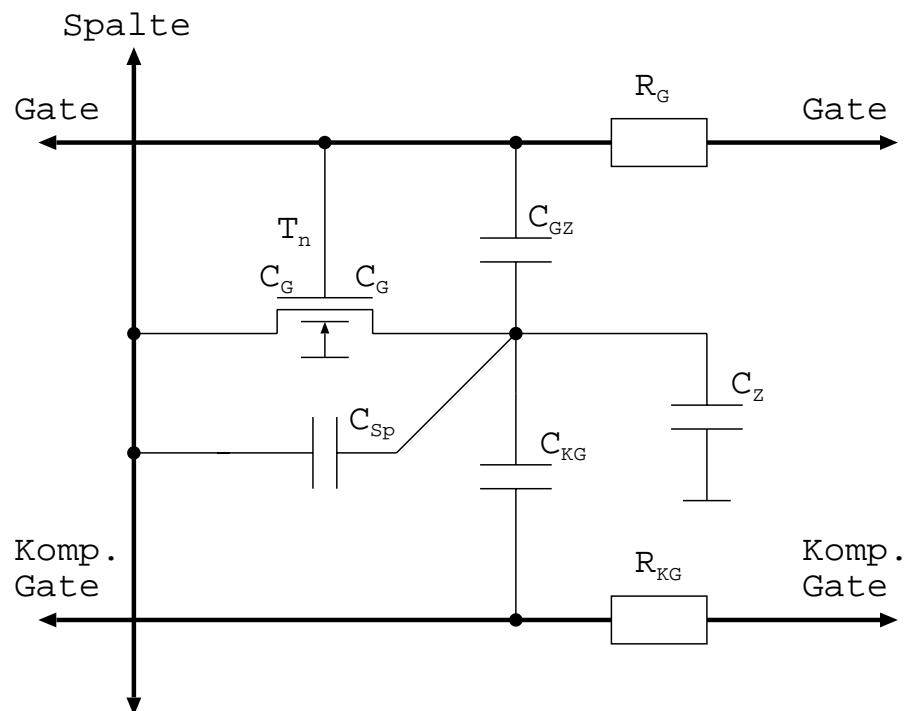 Spalte
Gate
R_G
Gate
C_GZ
T_n
C_G
C_G
C_Z
C_Sp
C_KG
Komp.
Gate
R_KG
Komp.
Gate